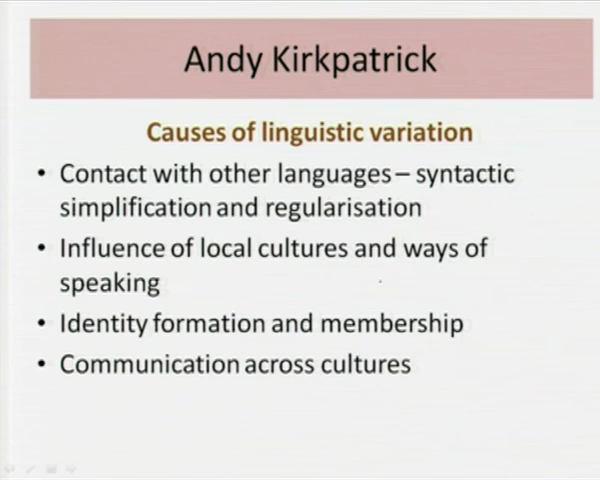 Andy Kirkpatrick
Causes of linguistic variation
• Contact with other languages – syntactic
simplification and regularisation
• Influence of local cultures and ways of
speaking
• Identity formation and membership
• Communication across cultures